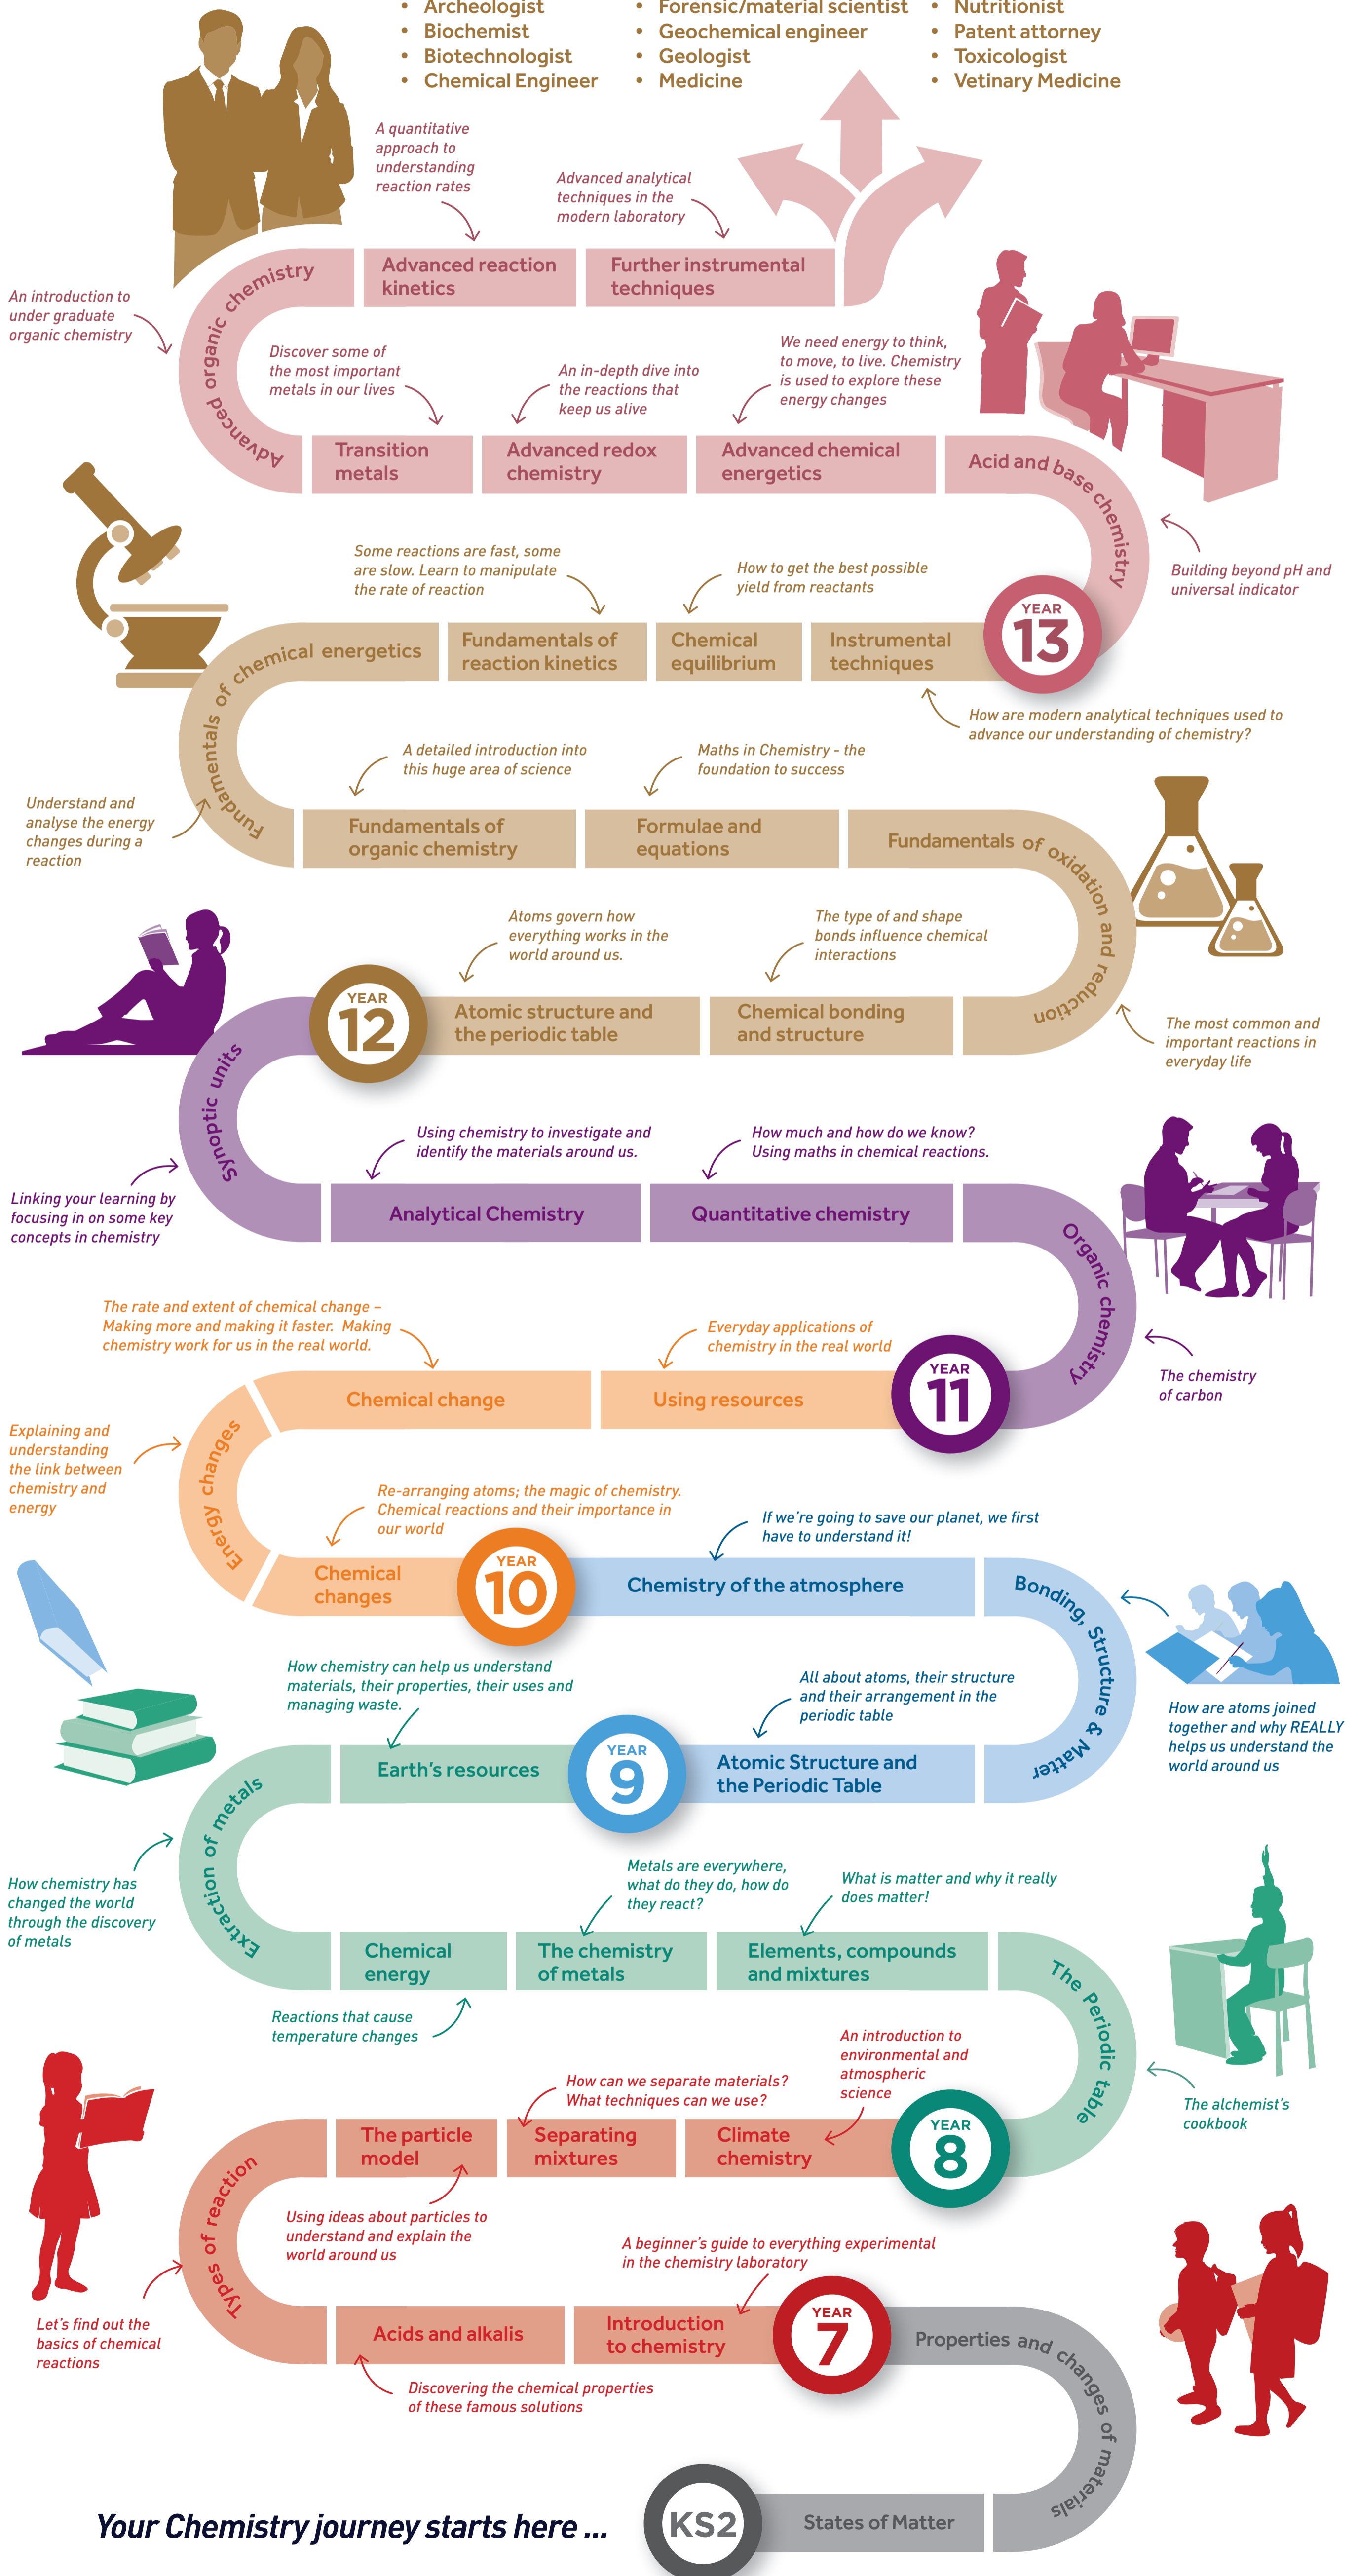 • Archeologist
• Biochemist
• Biotechnologist
• Chemical Engineer
• Forensic/material scientist
• Geochemical engineer
• Geologist
• Medicine
• Nutritionist
• Patent attorney
• Toxicologist
• Vetinary Medicine
A quantitative
approach to
understanding
reaction rates
Advanced analytical
techniques in the
modern laboratory
Advanced reaction
kinetics
Further instrumental
techniques
Advanced organic chemistry
An introduction to
under graduate
organic chemistry
Discover some of
the most important
metals in our lives
An in-depth dive into
the reactions that
keep us alive
We need energy to think,
to move, to live. Chemistry
is used to explore these
energy changes
Transition
metals
Advanced redox
chemistry
Advanced chemical
energetics
Acid and base chemistry
Building beyond pH and
universal indicator
Some reactions are fast, some
are slow. Learn to manipulate
the rate of reaction
How to get the best possible
yield from reactants
YEAR
13
Fundamentals of chemical energetics
Fundamentals of
reaction kinetics
Chemical
equilibrium
Instrumental
techniques
How are modern analytical techniques used to
advance our understanding of chemistry?
A detailed introduction into
this huge area of science
Maths in Chemistry - the
foundation to success
Understand and
analyse the energy
changes during a
reaction
Fundamentals of
organic chemistry
Formulae and
equations
Fundamentals of oxidation and reduction
Atoms govern how
everything works in the
world around us.
The type of and shape
bonds influence chemical
interactions
YEAR
12
Atomic structure and
the periodic table
Chemical bonding
and structure
The most common and
important reactions in
everyday life
Synoptic units
Using chemistry to investigate and
identify the materials around us.
How much and how do we know?
Using maths in chemical reactions.
Linking your learning by
focusing in on some key
concepts in chemistry
Analytical Chemistry
Quantitative chemistry
Organic chemistry
The rate and extent of chemical change –
Making more and making it faster. Making
chemistry work for us in the real world.
Everyday applications of
chemistry in the real world
The chemistry
of carbon
Chemical change
Using resources
YEAR
11
Explaining and
understanding
the link between
chemistry and
energy
Energy changes
Re-arranging atoms; the magic of chemistry.
Chemical reactions and their importance in
our world
If we're going to save our planet, we first
have to understand it!
Chemical
changes
YEAR
10
Chemistry of the atmosphere
Bonding, Structure & Matter
How chemistry can help us understand
materials, their properties, their uses and
managing waste.
All about atoms, their structure
and their arrangement in the
periodic table
How are atoms joined
together and why REALLY
helps us understand the
world around us
Earth's resources
YEAR
9
Atomic Structure and
the Periodic Table
Extraction of metals
How chemistry has
changed the world
through the discovery
of metals
Metals are everywhere,
what do they do, how do
they react?
What is matter and why it really
does matter!
Chemical
energy
The chemistry
of metals
Elements, compounds
and mixtures
The Periodic table
Reactions that cause
temperature changes
An introduction to
environmental and
atmospheric
science
How can we separate materials?
What techniques can we use?
The alchemist's
cookbook
The particle
model
Separating
mixtures
Climate
chemistry
YEAR
8
Types of reaction
Using ideas about particles to
understand and explain the
world around us
A beginner's guide to everything experimental
in the chemistry laboratory
Let's find out the
basics of chemical
reactions
Acids and alkalis
Introduction
to chemistry
YEAR
7
Properties and changes of materials
Discovering the chemical properties
of these famous solutions
Your Chemistry journey starts here ...
KS2
States of Matter